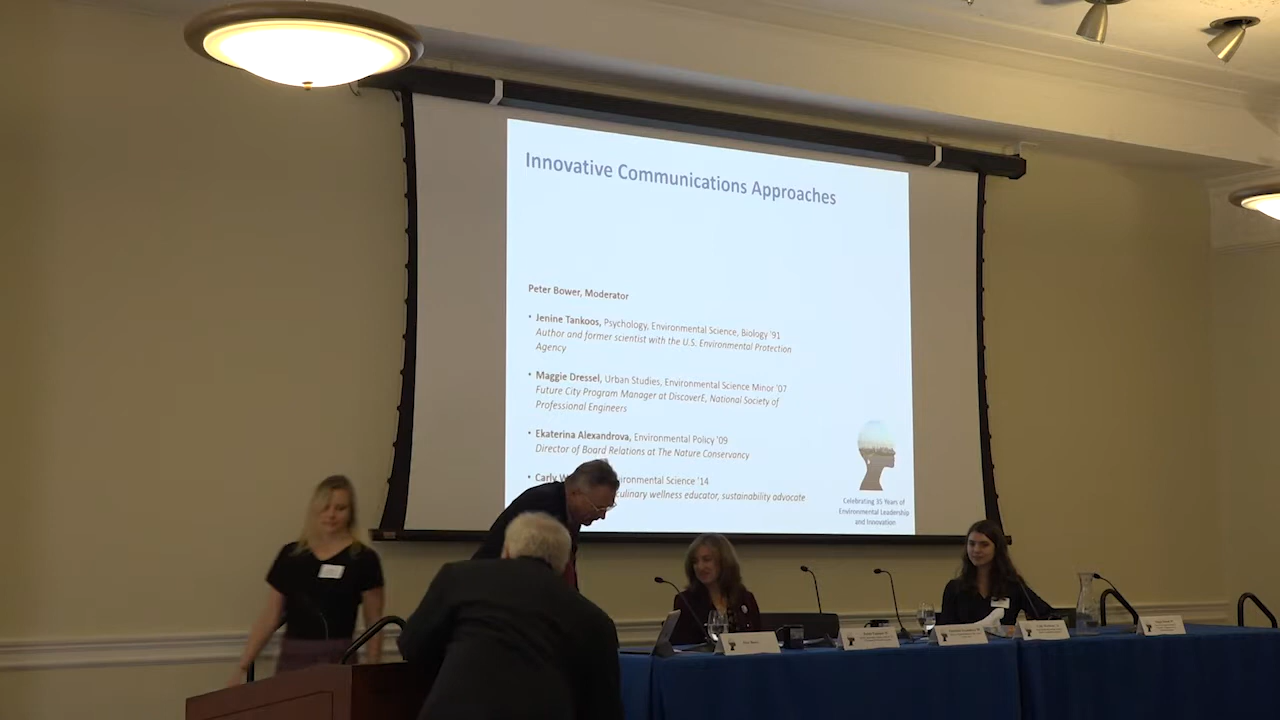 Innovative Communications Approaches
Peter Bower, Moderator
• Jenine Tankoos, Psychology, Environmental Science, Biology '91
Author and former scientist with the U.S. Environmental Protection
Agency
• Maggie Dressel, Urban Studies, Environmental Science Minor '07
Future City Program Manager at DiscoverE, National Society of
Professional Engineers
• Ekaterina Alexandrova, Environmental Policy '09
Director of Board Relations at The Nature Conservancy
• Carly Science '14
culinary wellness educator, sustainability advocate
Celebrating 35 Years of
Environmental Leadership
and Innovation